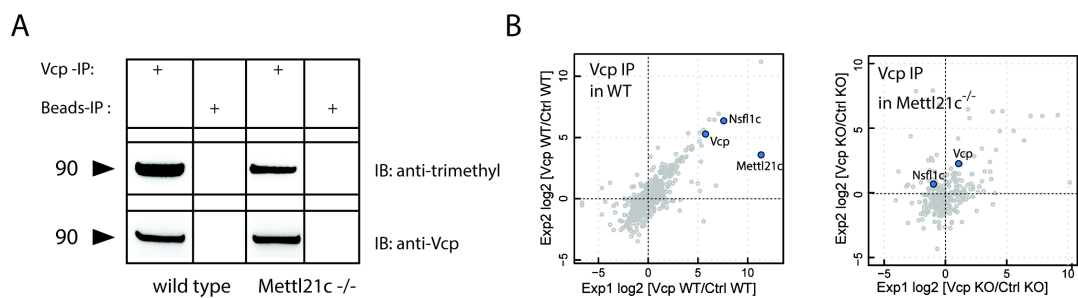 A
Vcp -IP: + +
Beads-IP : + +
90 IB: anti-trimethyl
90 IB: anti-Vcp
wild type Mettl21c -/-
B
Vcp IP
in WT
Nsfl1c
Vcp
Mettl21c
Exp2 log2 [Vcp WT/Ctrl WT]
10
5
0
−5
−5 0 5 10
Exp1 log2 [Vcp WT/Ctrl WT]
Vcp IP
in Mettl21c-/-
Vcp
Nsfl1c
Exp2 log2 [Vcp KO/Ctrl KO]
10
5
0
−5
−5 0 5 10
Exp1 log2 [Vcp KO/Ctrl KO]